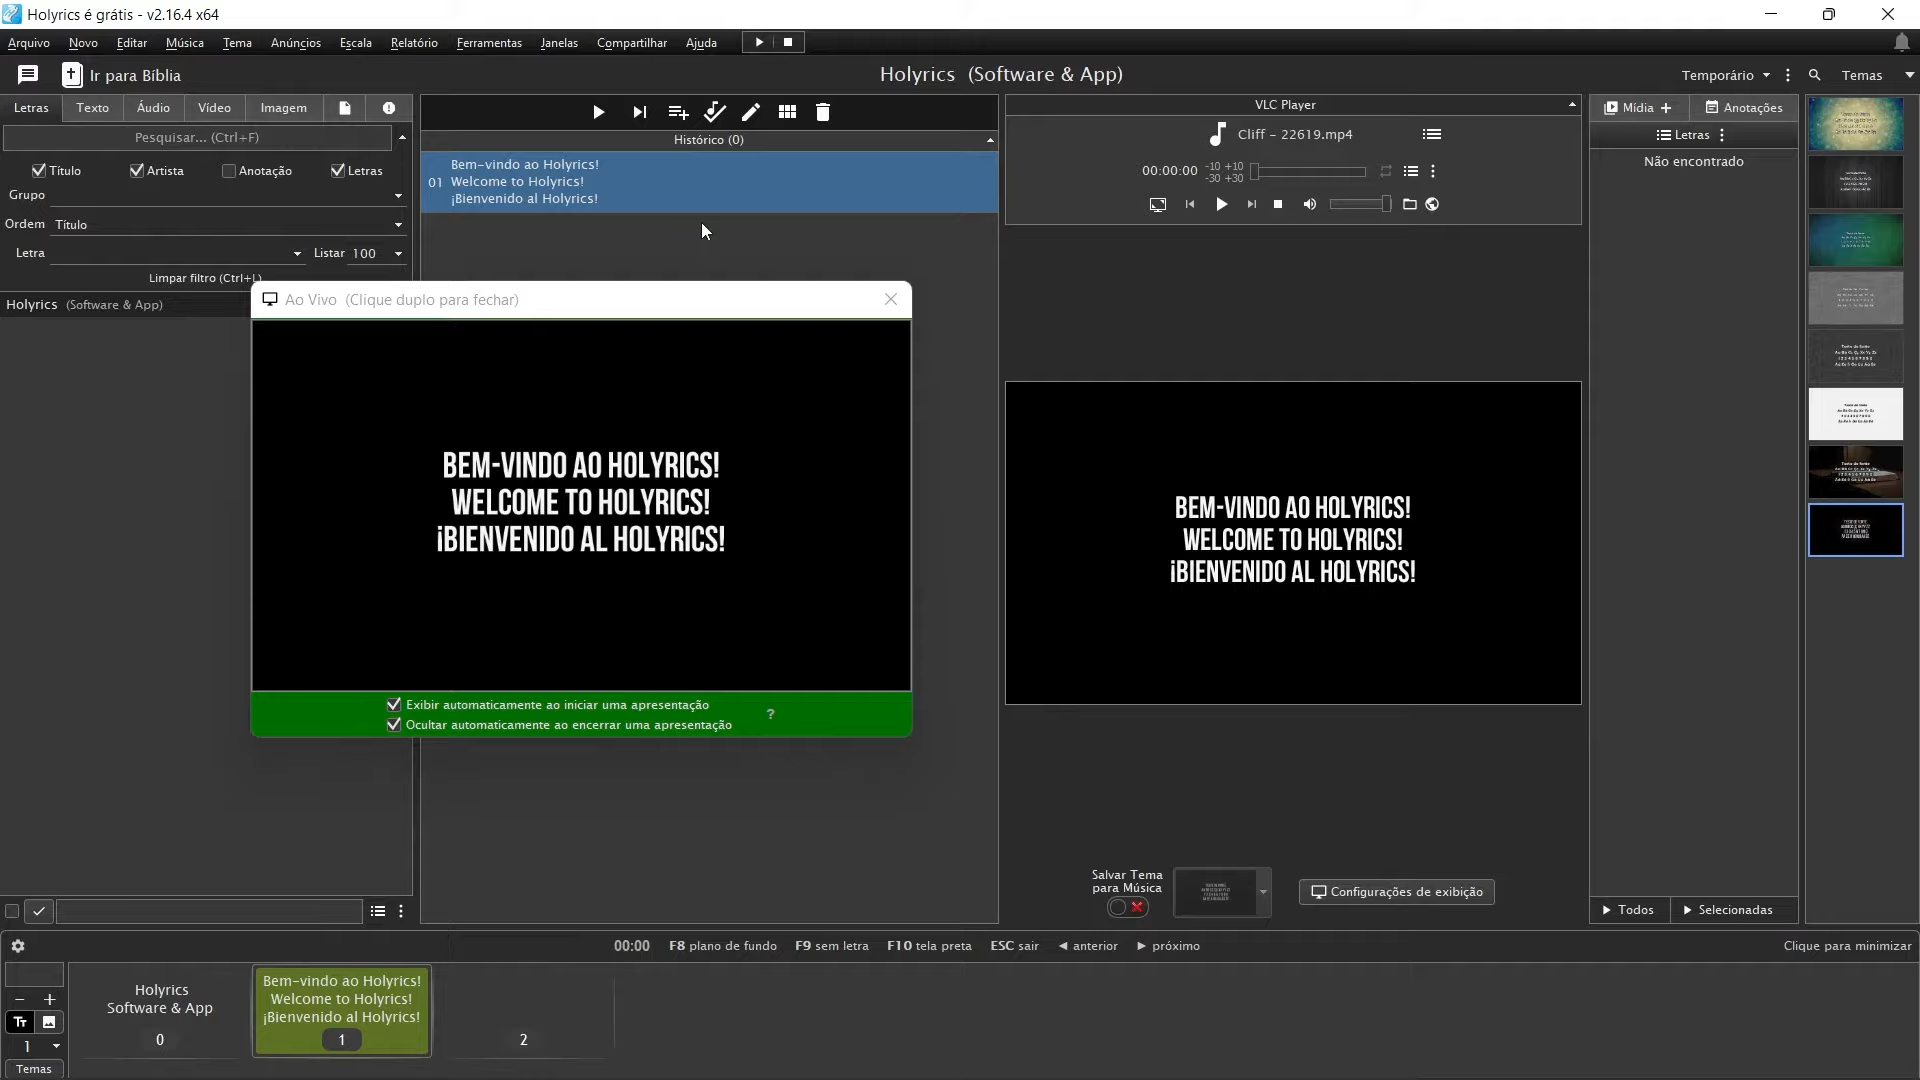 Holyrics é grátis - v2.16.4 x64
Arquivo Novo Editar Música Tema Anúncios Escala Relatório Ferramentas Janelas Compartilhar Ajuda
Ir para Bíblia
Holyrics (Software & App)
Temporário
Temas
Letras Texto Áudio Vídeo Imagem
Pesquisar... (Ctrl+F)
Título Artista Anotação Letras
Grupo
Ordem Título
Letra Listar 100
Limpar filtro (Ctrl+L)
Holyrics (Software & App)
Histórico (0)
01
Bem-vindo ao Holyrics!
Welcome to Holyrics!
¡Bienvenido al Holyrics!
VLC Player
Cliff - 22619.mp4
00:00:00 -10 +10
-30 +30
Mídia + Anotações
Letras
Não encontrado
Ao Vivo (Clique duplo para fechar)
BEM-VINDO AO HOLYRICS!
WELCOME TO HOLYRICS!
¡BIENVENIDO AL HOLYRICS!
Exibir automaticamente ao iniciar uma apresentação
Ocultar automaticamente ao encerrar uma apresentação
?
BEM-VINDO AO HOLYRICS!
WELCOME TO HOLYRICS!
¡BIENVENIDO AL HOLYRICS!
Salvar Tema
para Música
Configurações de exibição
Todos Selecionadas
00:00 F8 plano de fundo F9 sem letra F10 tela preta ESC sair anterior próximo
Clique para minimizar
Holyrics
Software & App
0
Bem-vindo ao Holyrics!
Welcome to Holyrics!
¡Bienvenido al Holyrics!
1
2
Tт
1
Temas